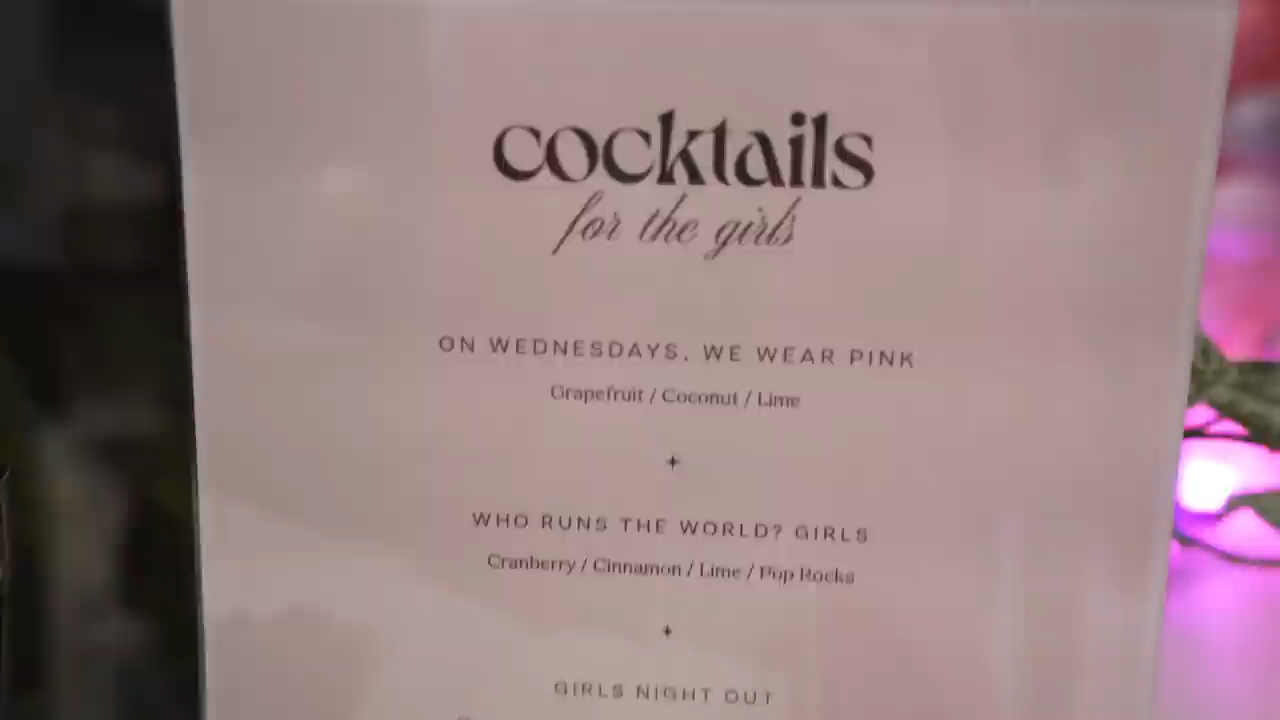 cocktails
for the girls
ON WEDNESDAYS, WE WEAR PINK
Grapefruit / Coconut / Lime
WHO RUNS THE WORLD? GIRLS
Cranberry / Cinnamon / Lime / Pop Rocks
GIRLS NIGHT OUT